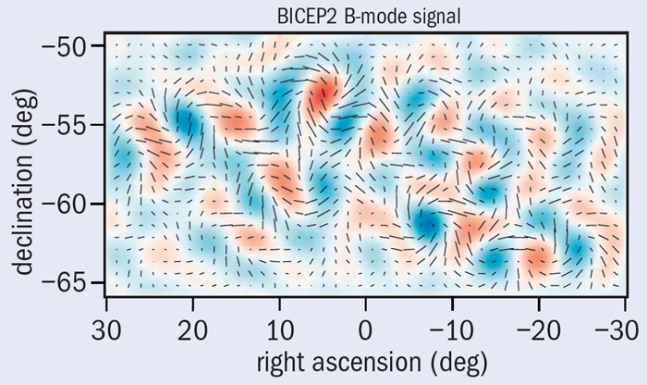 BICEP2 B-mode signal
−50
−55
−60
−65
declination (deg)
30 20 10 0 −10 −20 −30
right ascension (deg)